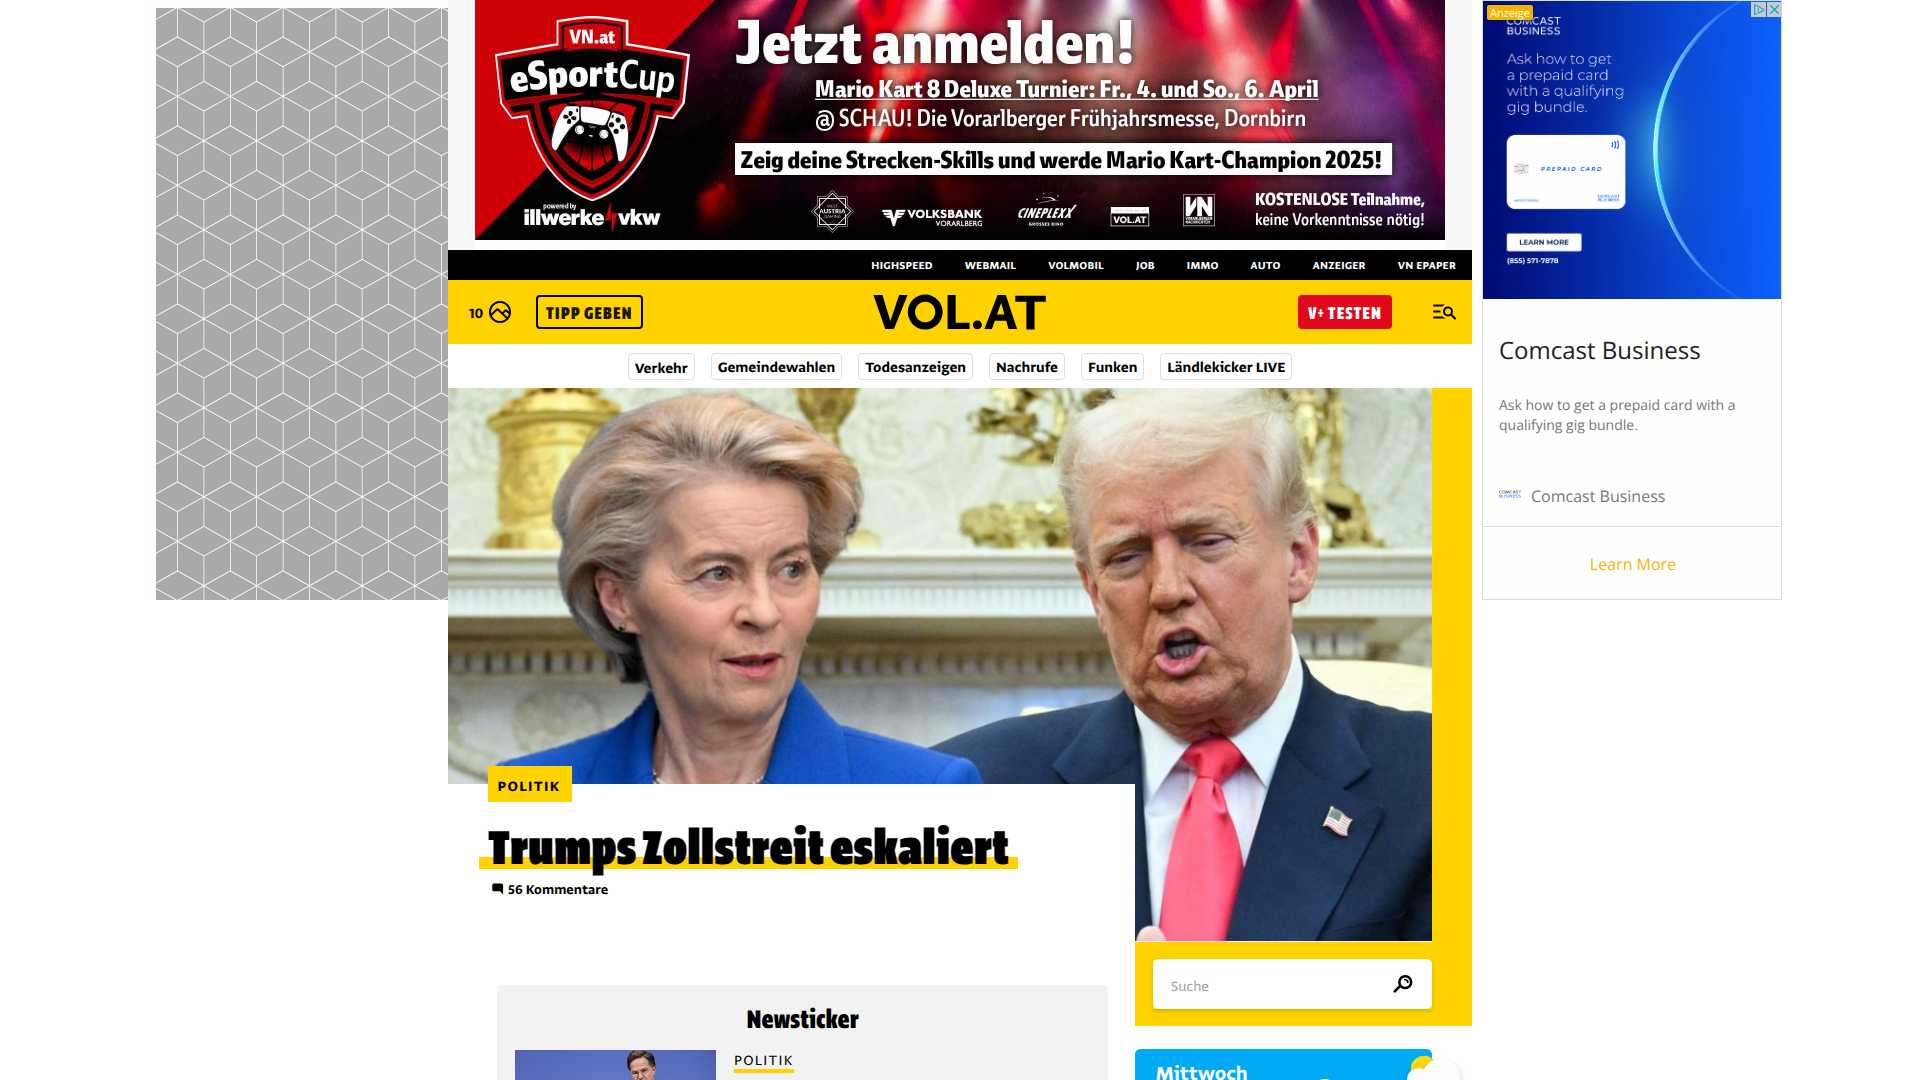 VN.at
eSportCup
powered by
illwerke vkw
Jetzt anmelden!
Mario Kart 8 Deluxe Turnier: Fr., 4. und So., 6. April
@ SCHAU! Die Vorarlberger Frühjahrsmesse, Dornbirn
Zeig deine Strecken-Skills und werde Mario Kart-Champion 2025!
AUSTRIA
VOLKSBANK
VORARLBERG
CINEPLEXX
GROSSES KINO
VOL.AT
VN
KOSTENLOSE Teilnahme,
keine Vorkenntnisse nötig!
Anzeige
COMCAST
BUSINESS
Ask how to get
a prepaid card
with a qualifying
gig bundle.
PREPAID CARD
LEARN MORE
(855) 571-7878
Comcast Business
Ask how to get a prepaid card with a
qualifying gig bundle.
Comcast Business
Learn More
HIGHSPEED WEBMAIL VOLMOBIL JOB IMMO AUTO ANZEIGER VN EPAPER
10 TIPP GEBEN VOL.AT V+ TESTEN
Verkehr Gemeindewahlen Todesanzeigen Nachrufe Funken Ländlekicker LIVE
POLITIK
Trumps Zollstreit eskaliert
56 Kommentare
Suche
Newsticker
POLITIK
Mittwoch